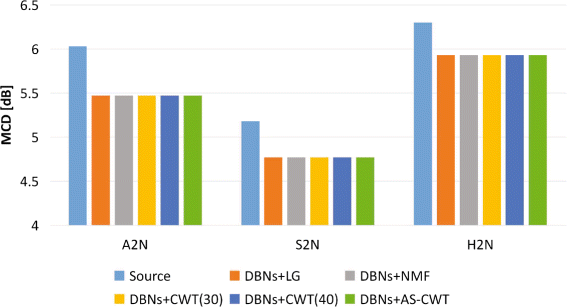 6.5
6
5.5
5
4.5
4
MCD [dB]
A2N S2N H2N
Source DBNs+LG DBNs+NMF
DBNs+CWT(30) DBNs+CWT(40) DBNs+AS-CWT